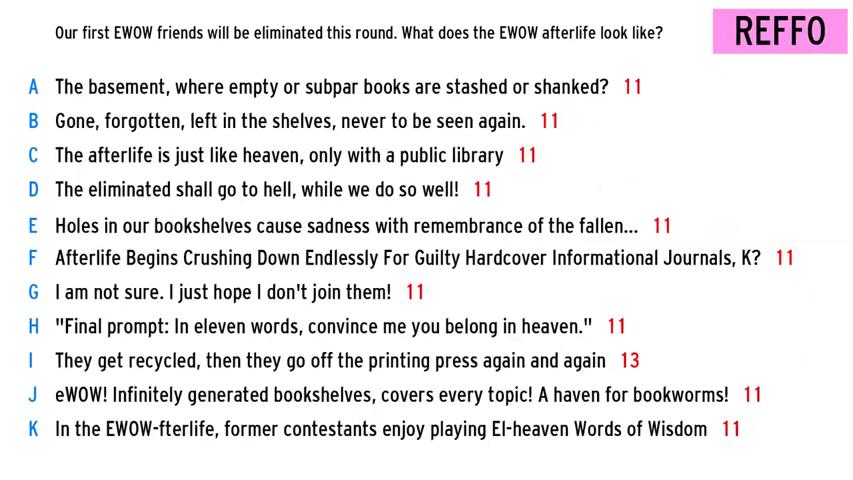 Our first EWOW friends will be eliminated this round. What does the EWOW afterlife look like?
REFFO
A The basement, where empty or subpar books are stashed or shanked? 11
B Gone, forgotten, left in the shelves, never to be seen again. 11
C The afterlife is just like heaven, only with a public library 11
D The eliminated shall go to hell, while we do so well! 11
E Holes in our bookshelves cause sadness with remembrance of the fallen... 11
F Afterlife Begins Crushing Down Endlessly For Guilty Hardcover Informational Journals, K? 11
G I am not sure. I just hope I don't join them! 11
H "Final prompt: In eleven words, convince me you belong in heaven." 11
I They get recycled, then they go off the printing press again and again 13
J eWOW! Infinitely generated bookshelves, covers every topic! A haven for bookworms! 11
K In the EWOW-fterlife, former contestants enjoy playing El-heaven Words of Wisdom 11